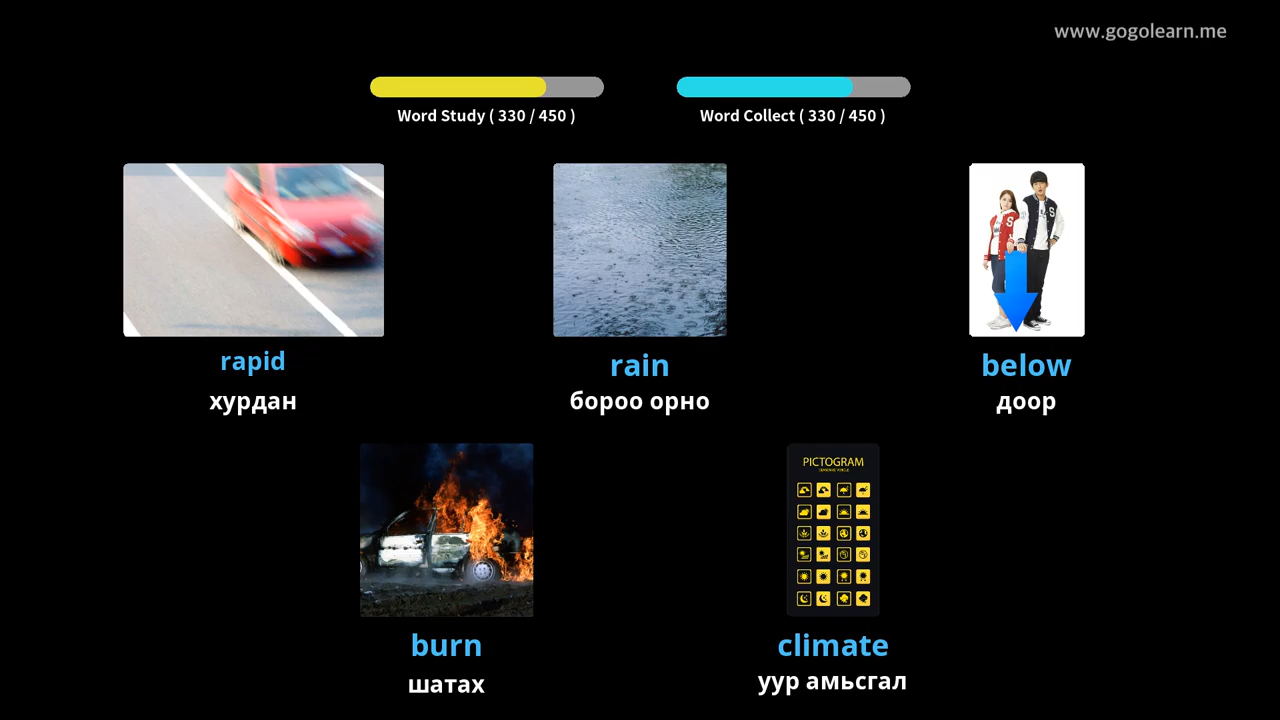 www.gogolearn.me
Word Study ( 330 / 450 )
Word Collect ( 330 / 450 )
rapid
хурдан
rain
бороо орно
below
доор
S
S
PICTOGRAM
burn
шатах
climate
уур амьсгал